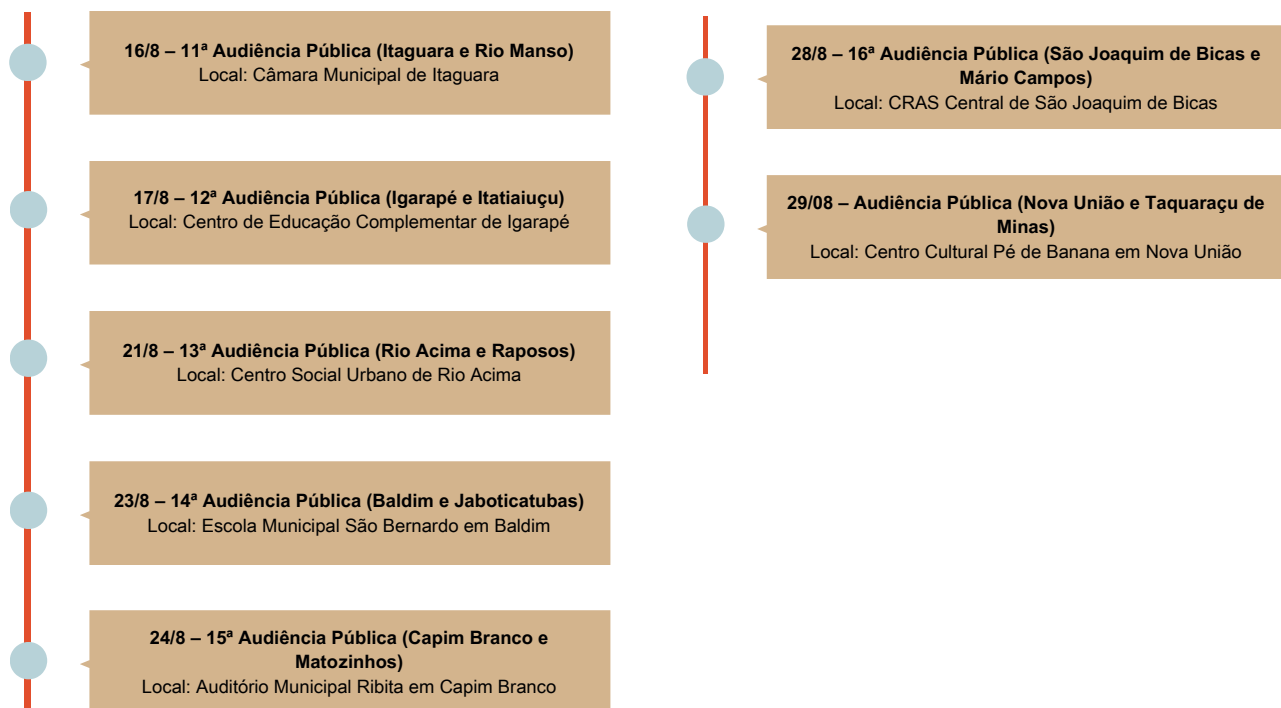 16/8 – 11ª Audiência Pública (Itaguara e Rio Manso)
Local: Câmara Municipal de Itaguara
17/8 – 12ª Audiência Pública (Igarapé e Itatiaiuçu)
Local: Centro de Educação Complementar de Igarapé
21/8 – 13ª Audiência Pública (Rio Acima e Raposos)
Local: Centro Social Urbano de Rio Acima
23/8 – 14ª Audiência Pública (Baldim e Jaboticatubas)
Local: Escola Municipal São Bernardo em Baldim
24/8 – 15ª Audiência Pública (Capim Branco e
Matozinhos)
Local: Auditório Municipal Ribita em Capim Branco
28/8 – 16ª Audiência Pública (São Joaquim de Bicas e
Mário Campos)
Local: CRAS Central de São Joaquim de Bicas
29/08 – Audiência Pública (Nova União e Taquaraçu de
Minas)
Local: Centro Cultural Pé de Banana em Nova União